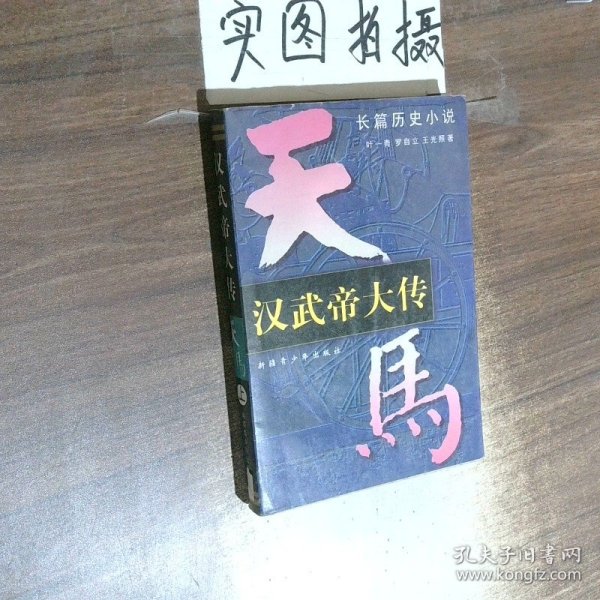 实图拍摄
长篇历史小说
叶一青 罗自立 王光照 著
天
汉武帝大传
新疆青少年出版社
馬
汉武帝大传
上
孔夫子旧书网
www.kongfz.com